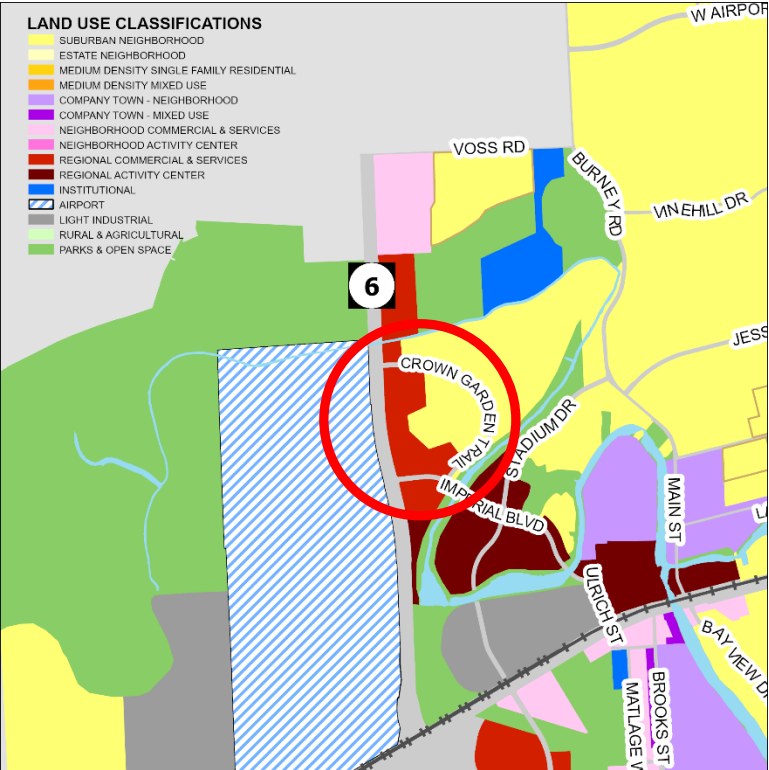 LAND USE CLASSIFICATIONS
SUBURBAN NEIGHBORHOOD
ESTATE NEIGHBORHOOD
MEDIUM DENSITY SINGLE FAMILY RESIDENTIAL
MEDIUM DENSITY MIXED USE
COMPANY TOWN - NEIGHBORHOOD
COMPANY TOWN - MIXED USE
NEIGHBORHOOD COMMERCIAL & SERVICES
NEIGHBORHOOD ACTIVITY CENTER
REGIONAL COMMERCIAL & SERVICES
REGIONAL ACTIVITY CENTER
INSTITUTIONAL
AIRPORT
LIGHT INDUSTRIAL
RURAL & AGRICULTURAL
PARKS & OPEN SPACE
W AIRPOR
VOSS RD
BURNEY RD
VINEHILL DR
6
JESS
CROWN GARDEN TRAIL
STADIUM DR
IMPERIAL BLVD
MAIN ST
LA
ULRICH ST
BAY VIEW D
BROOKS ST
MATLAGE W